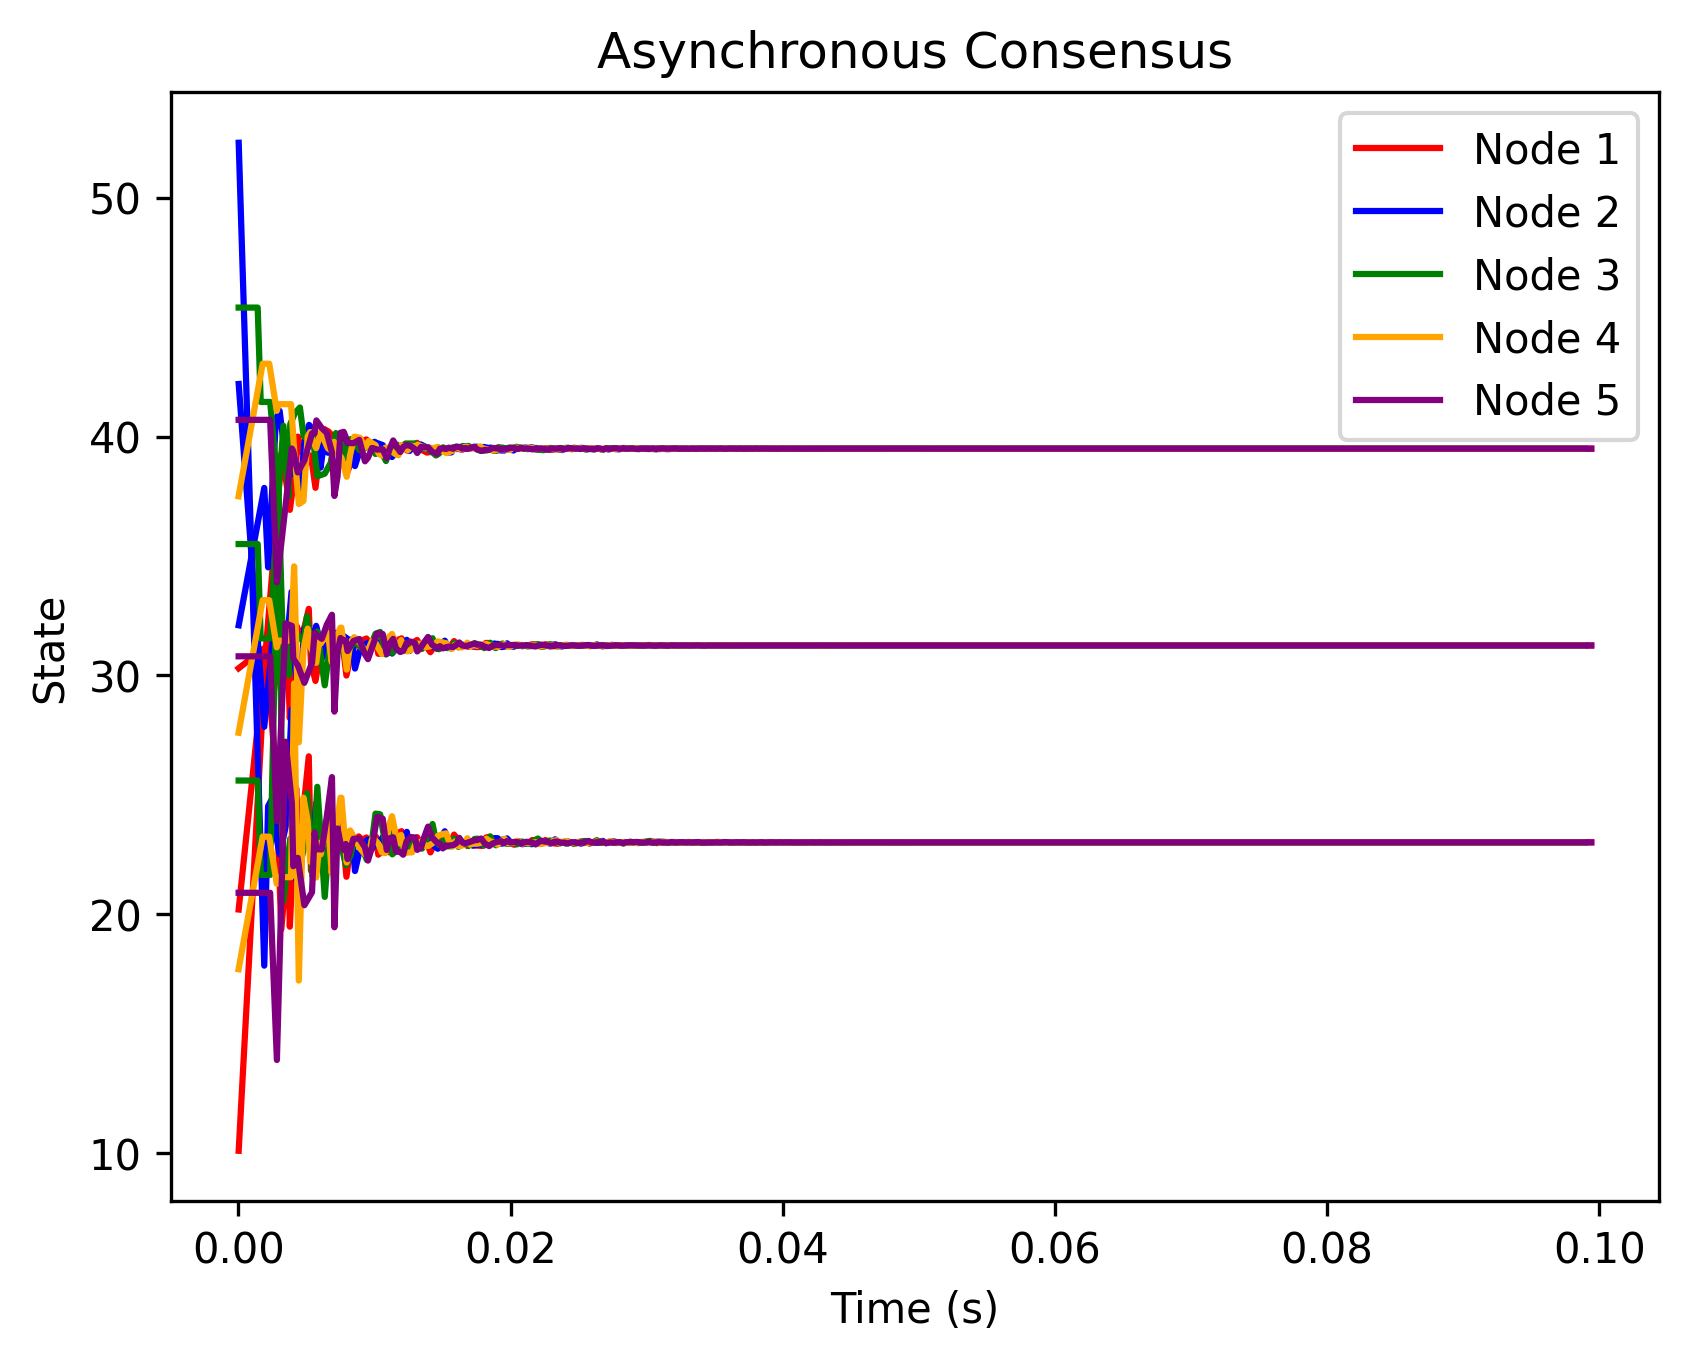 Asynchronous Consensus
Node 1
Node 2
Node 3
Node 4
Node 5
50
40
30
20
10
State
0.00 0.02 0.04 0.06 0.08 0.10
Time (s)